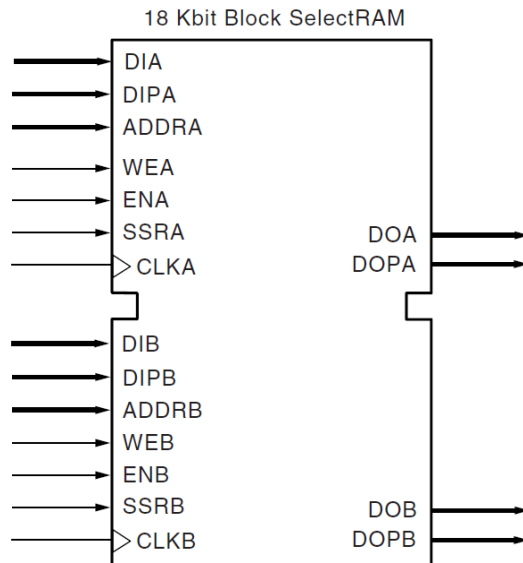 18 Kbit Block SelectRAM
DIA
DIPA
ADDRA
WEA
ENA
SSRA
CLKA
DOA
DOPA
DIB
DIPB
ADDRB
WEB
ENB
SSRB
CLKB
DOB
DOPB